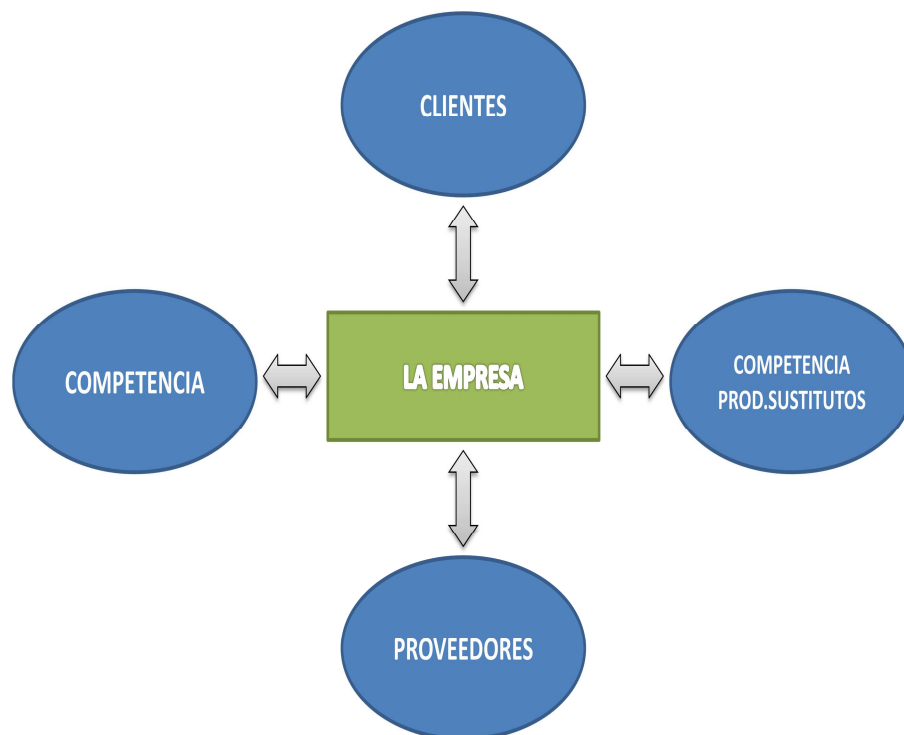 CLIENTES
COMPETENCIA
LA EMPRESA
COMPETENCIA
PROD.SUSTITUTOS
PROVEEDORES